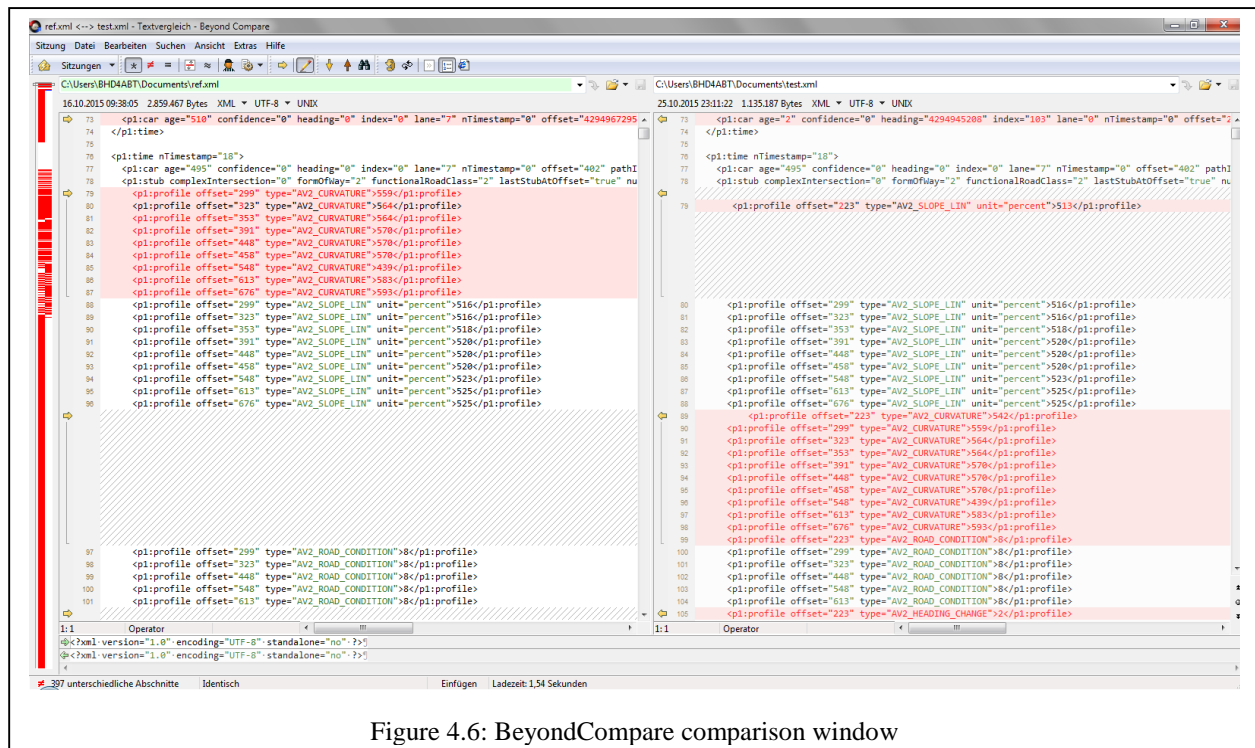 ref.xml <--> test.xml - Textvergleich - Beyond Compare
Sitzung Datei Bearbeiten Suchen Ansicht Extras Hilfe
Sitzungen
C:\Users\BHD4ABT\Documents\ref.xml
16.10.2015 09:38:05 2.859.467 Bytes XML UTF-8 UNIX
73 <p1:car age="510" confidence="0" heading="0" index="0" lane="7" nTimestamp="0" offset="4294967295
74 </p1:time>
75
76 <p1:time nTimestamp="18">
77 <p1:car age="495" confidence="0" heading="0" index="0" lane="7" nTimestamp="0" offset="402" pathI
78 <p1:stub complexIntersection="0" formOfWay="2" functionalRoadClass="2" lastStubAtOffset="true" nu
79 <p1:profile offset="299" type="AV2_CURVATURE">559</p1:profile>
80 <p1:profile offset="323" type="AV2_CURVATURE">564</p1:profile>
81 <p1:profile offset="353" type="AV2_CURVATURE">564</p1:profile>
82 <p1:profile offset="391" type="AV2_CURVATURE">570</p1:profile>
83 <p1:profile offset="448" type="AV2_CURVATURE">570</p1:profile>
84 <p1:profile offset="458" type="AV2_CURVATURE">570</p1:profile>
85 <p1:profile offset="548" type="AV2_CURVATURE">439</p1:profile>
86 <p1:profile offset="613" type="AV2_CURVATURE">583</p1:profile>
87 <p1:profile offset="676" type="AV2_CURVATURE">593</p1:profile>
88 <p1:profile offset="299" type="AV2_SLOPE_LIN" unit="percent">516</p1:profile>
89 <p1:profile offset="323" type="AV2_SLOPE_LIN" unit="percent">516</p1:profile>
90 <p1:profile offset="353" type="AV2_SLOPE_LIN" unit="percent">518</p1:profile>
91 <p1:profile offset="391" type="AV2_SLOPE_LIN" unit="percent">520</p1:profile>
92 <p1:profile offset="448" type="AV2_SLOPE_LIN" unit="percent">520</p1:profile>
93 <p1:profile offset="458" type="AV2_SLOPE_LIN" unit="percent">520</p1:profile>
94 <p1:profile offset="548" type="AV2_SLOPE_LIN" unit="percent">523</p1:profile>
95 <p1:profile offset="613" type="AV2_SLOPE_LIN" unit="percent">525</p1:profile>
96 <p1:profile offset="676" type="AV2_SLOPE_LIN" unit="percent">525</p1:profile>
97 <p1:profile offset="299" type="AV2_ROAD_CONDITION">8</p1:profile>
98 <p1:profile offset="323" type="AV2_ROAD_CONDITION">8</p1:profile>
99 <p1:profile offset="448" type="AV2_ROAD_CONDITION">8</p1:profile>
100 <p1:profile offset="548" type="AV2_ROAD_CONDITION">8</p1:profile>
101 <p1:profile offset="613" type="AV2_ROAD_CONDITION">8</p1:profile>
1:1 Operator
C:\Users\BHD4ABT\Documents\test.xml
25.10.2015 23:11:22 1.135.187 Bytes XML UTF-8 UNIX
73 <p1:car age="2" confidence="0" heading="4294945208" index="103" lane="0" nTimestamp="0" offset="2
74 </p1:time>
75
76 <p1:time nTimestamp="18">
77 <p1:car age="495" confidence="0" heading="0" index="0" lane="7" nTimestamp="0" offset="402" pathI
78 <p1:stub complexIntersection="0" formOfWay="2" functionalRoadClass="2" lastStubAtOffset="true" nu
79 <p1:profile offset="223" type="AV2_SLOPE_LIN" unit="percent">513</p1:profile>
80 <p1:profile offset="299" type="AV2_SLOPE_LIN" unit="percent">516</p1:profile>
81 <p1:profile offset="323" type="AV2_SLOPE_LIN" unit="percent">516</p1:profile>
82 <p1:profile offset="353" type="AV2_SLOPE_LIN" unit="percent">518</p1:profile>
83 <p1:profile offset="391" type="AV2_SLOPE_LIN" unit="percent">520</p1:profile>
84 <p1:profile offset="448" type="AV2_SLOPE_LIN" unit="percent">520</p1:profile>
85 <p1:profile offset="458" type="AV2_SLOPE_LIN" unit="percent">520</p1:profile>
86 <p1:profile offset="548" type="AV2_SLOPE_LIN" unit="percent">523</p1:profile>
87 <p1:profile offset="613" type="AV2_SLOPE_LIN" unit="percent">525</p1:profile>
88 <p1:profile offset="676" type="AV2_SLOPE_LIN" unit="percent">525</p1:profile>
89 <p1:profile offset="223" type="AV2_CURVATURE">542</p1:profile>
90 <p1:profile offset="299" type="AV2_CURVATURE">559</p1:profile>
91 <p1:profile offset="323" type="AV2_CURVATURE">564</p1:profile>
92 <p1:profile offset="353" type="AV2_CURVATURE">564</p1:profile>
93 <p1:profile offset="391" type="AV2_CURVATURE">570</p1:profile>
94 <p1:profile offset="448" type="AV2_CURVATURE">570</p1:profile>
95 <p1:profile offset="458" type="AV2_CURVATURE">570</p1:profile>
96 <p1:profile offset="548" type="AV2_CURVATURE">439</p1:profile>
97 <p1:profile offset="613" type="AV2_CURVATURE">583</p1:profile>
98 <p1:profile offset="676" type="AV2_CURVATURE">593</p1:profile>
99 <p1:profile offset="223" type="AV2_ROAD_CONDITION">8</p1:profile>
100 <p1:profile offset="299" type="AV2_ROAD_CONDITION">8</p1:profile>
101 <p1:profile offset="323" type="AV2_ROAD_CONDITION">8</p1:profile>
102 <p1:profile offset="448" type="AV2_ROAD_CONDITION">8</p1:profile>
103 <p1:profile offset="548" type="AV2_ROAD_CONDITION">8</p1:profile>
104 <p1:profile offset="613" type="AV2_ROAD_CONDITION">8</p1:profile>
105 <p1:profile offset="223" type="AV2_HEADING_CHANGE">2</p1:profile>
1:1 Operator
<?xml·version="1.0"·encoding="UTF-8"·standalone="no"·?>¶
<?xml·version="1.0"·encoding="UTF-8"·standalone="no"·?>¶
397 unterschiedliche Abschnitte Identisch Einfügen Ladezeit: 1,54 Sekunden
Figure 4.6: BeyondCompare comparison window